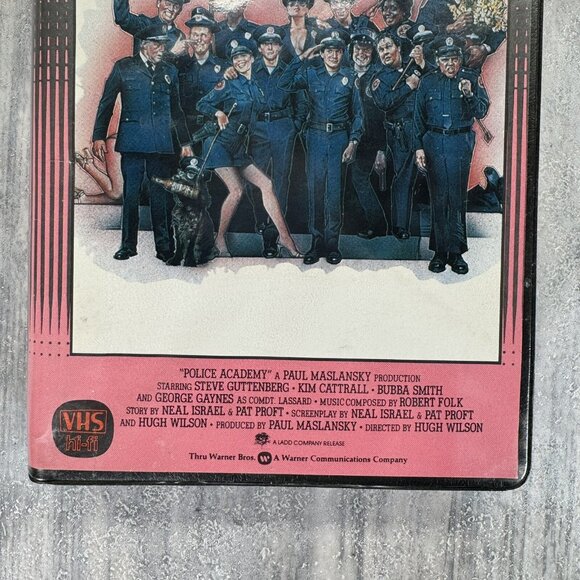 "POLICE ACADEMY" A PAUL MASLANSKY PRODUCTION
STARRING STEVE GUTTENBERG • KIM CATTRALL • BUBBA SMITH
AND GEORGE GAYNES AS COMDT. LASSARD • MUSIC COMPOSED BY ROBERT FOLK
STORY BY NEAL ISRAEL & PAT PROFT • SCREENPLAY BY NEAL ISRAEL & PAT PROFT
AND HUGH WILSON • PRODUCED BY PAUL MASLANSKY • DIRECTED BY HUGH WILSON
VHS
hi-fi
A LADD COMPANY RELEASE
Thru Warner Bros. W A Warner Communications Company